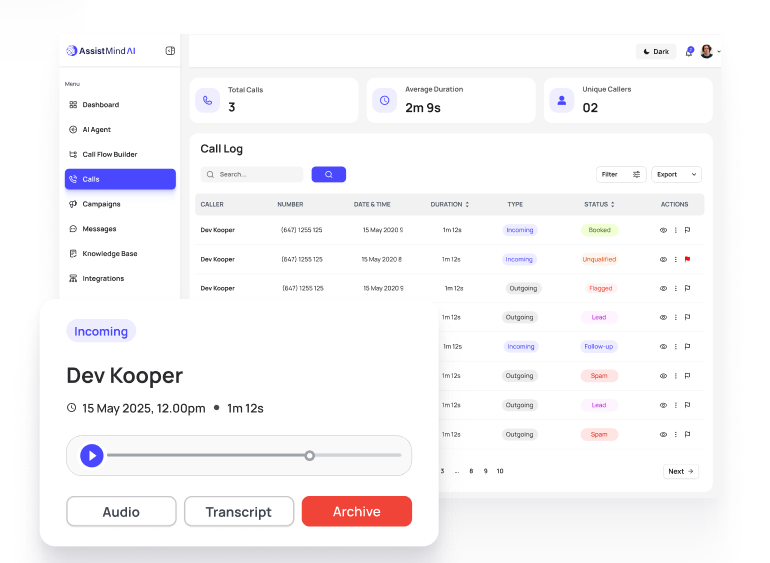 AssistMind AI
Dark
2
Menu
Dashboard
AI Agent
Call Flow Builder
Calls
Campaigns
Messages
Knowledge Base
Integrations
Total Calls
3
Average Duration
2m 9s
Unique Callers
02
Call Log
Search...
Filter
Export
CALLER NUMBER DATE & TIME DURATION TYPE STATUS ACTIONS
Dev Kooper (647) 1255 125 15 May 2020 9 1m 12s Incoming Booked
Dev Kooper (647) 1255 125 15 May 2020 8 1m 12s Incoming Unqualified
Dev Kooper (647) 1255 125 15 May 2020 9 1m 12s Outgoing Flagged
1m 12s Outgoing Lead
1m 12s Incoming Follow-up
1m 12s Outgoing Spam
1m 12s Outgoing Lead
1m 12s Outgoing Spam
3 ... 8 9 10 Next →
Incoming
Dev Kooper
15 May 2025, 12.00pm • 1m 12s
Audio Transcript Archive